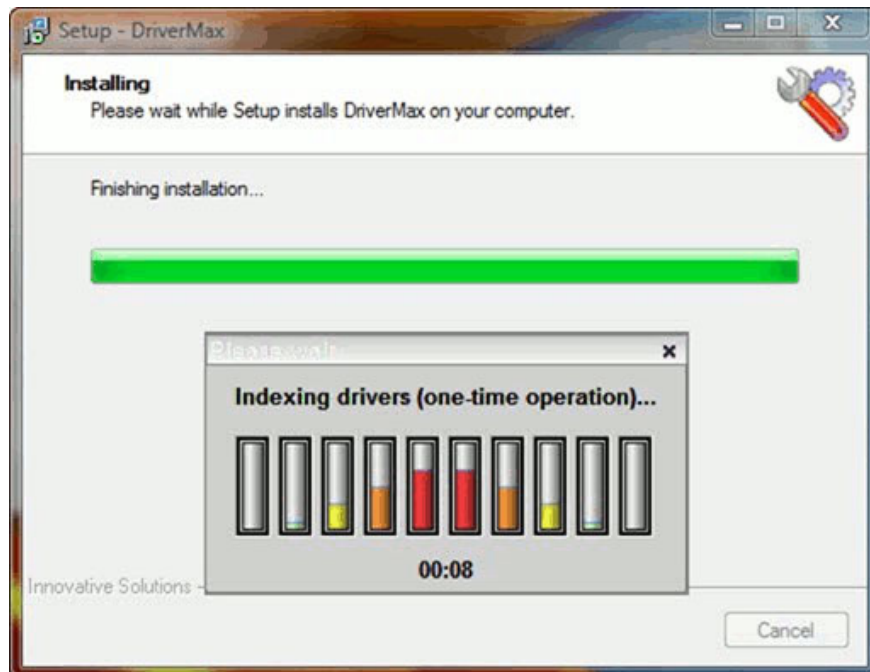 Setup - DriverMax
Installing
Please wait while Setup installs DriverMax on your computer.
Finishing installation...
Please wait
Indexing drivers (one-time operation)...
00:08
Innovative Solutions -
Cancel